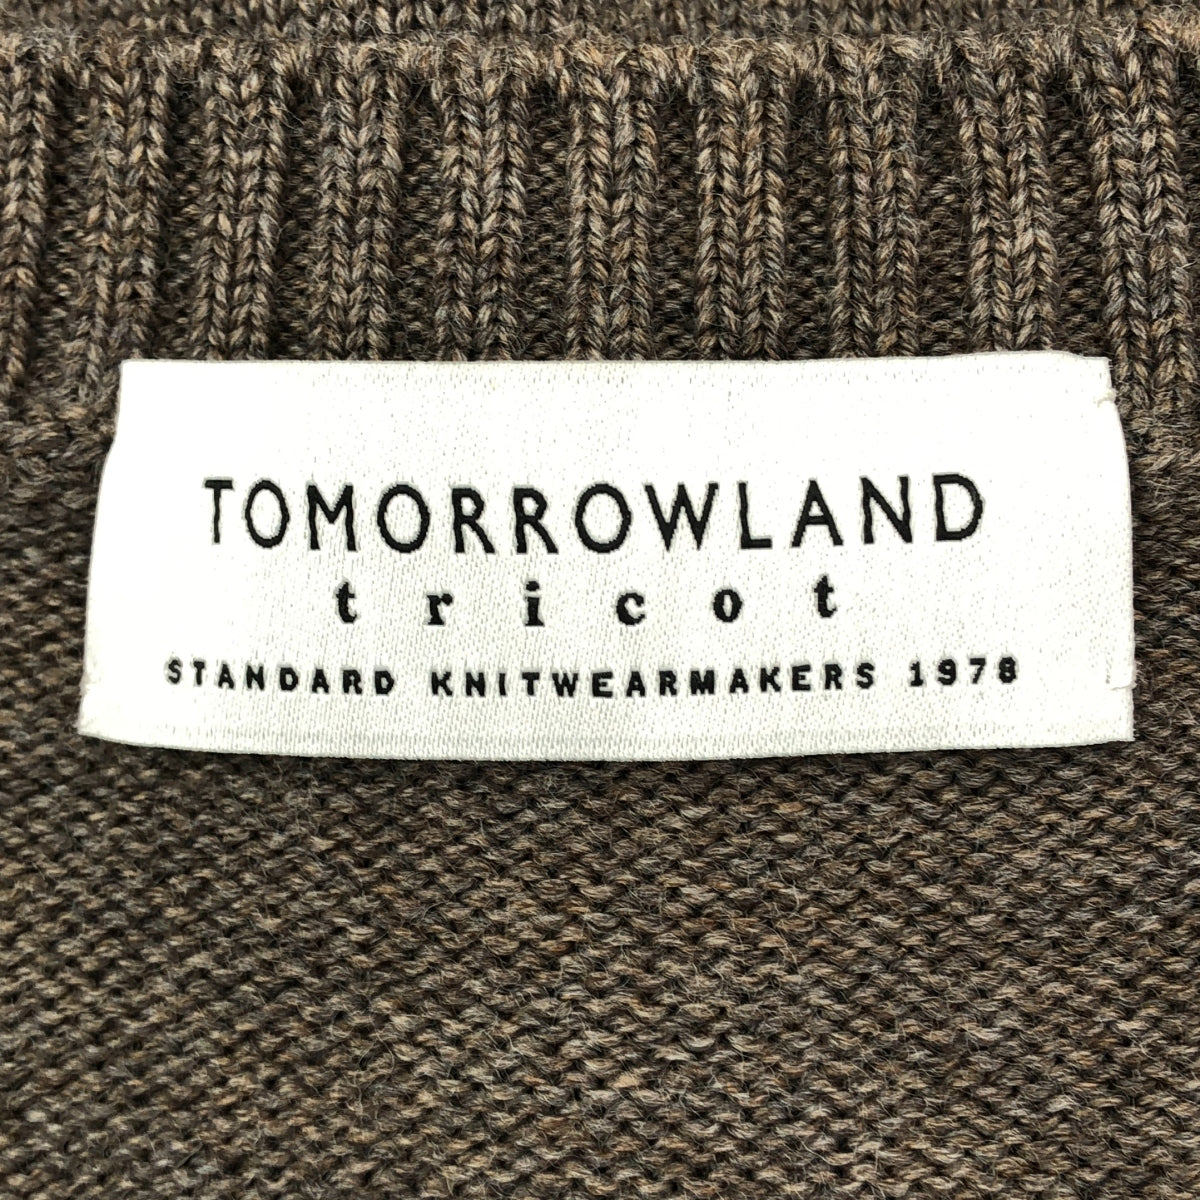 TOMORROWLAND
tricot
STANDARD KNITWEARMAKERS 1978